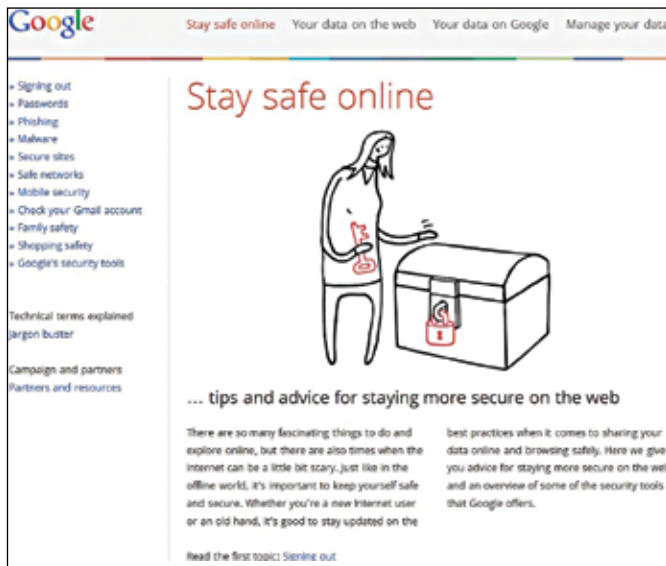 Google
Stay safe online Your data on the web Your data on Google Manage your data
» Signing out
» Passwords
» Phishing
» Malware
» Secure sites
» Safe networks
» Mobile security
» Check your Gmail account
» Family safety
» Shopping safety
» Google's security tools
Technical terms explained
Jargon buster
Campaign and partners
Partners and resources
Stay safe online
... tips and advice for staying more secure on the web
There are so many fascinating things to do and
explore online, but there are also times when the
Internet can be a little bit scary. Just like in the
offline world, it's important to keep yourself safe
and secure. Whether you're a new Internet user
or an old hand, it's good to stay updated on the
best practices when it comes to sharing your
data online and browsing safely. Here we give
you advice for staying more secure on the web
and an overview of some of the security tools
that Google offers.
Read the first topic: Signing out